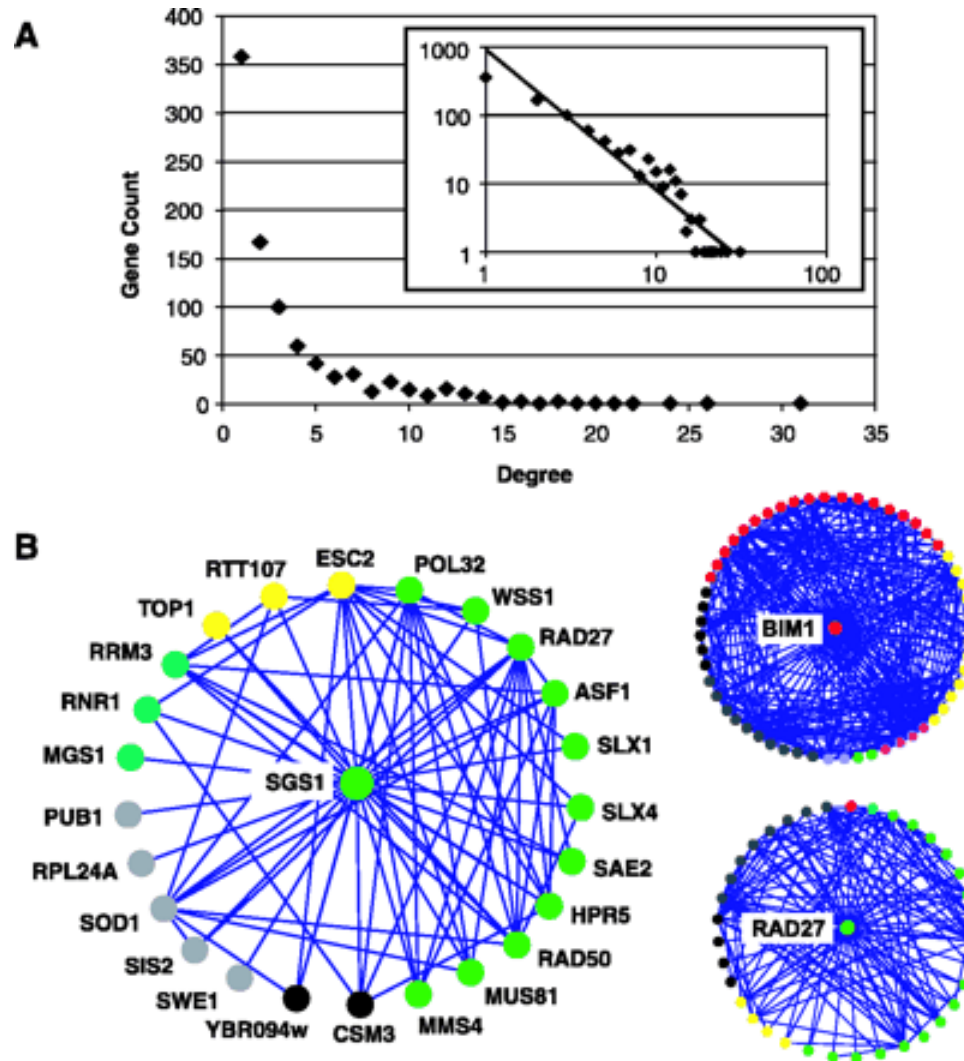 A
400
350
300
250
200
150
100
50
0
Gene Count
0 5 10 15 20 25 30 35
Degree
1000
100
10
1
1 10 100
B
ESC2
POL32
RTT107
WSS1
TOP1
RAD27
RRM3
ASF1
RNR1
SLX1
MGS1
SGS1
SLX4
PUB1
SAE2
RPL24A
HPR5
SOD1
RAD50
SIS2
MUS81
SWE1
MMS4
YBR094w
CSM3
BIM1
RAD27